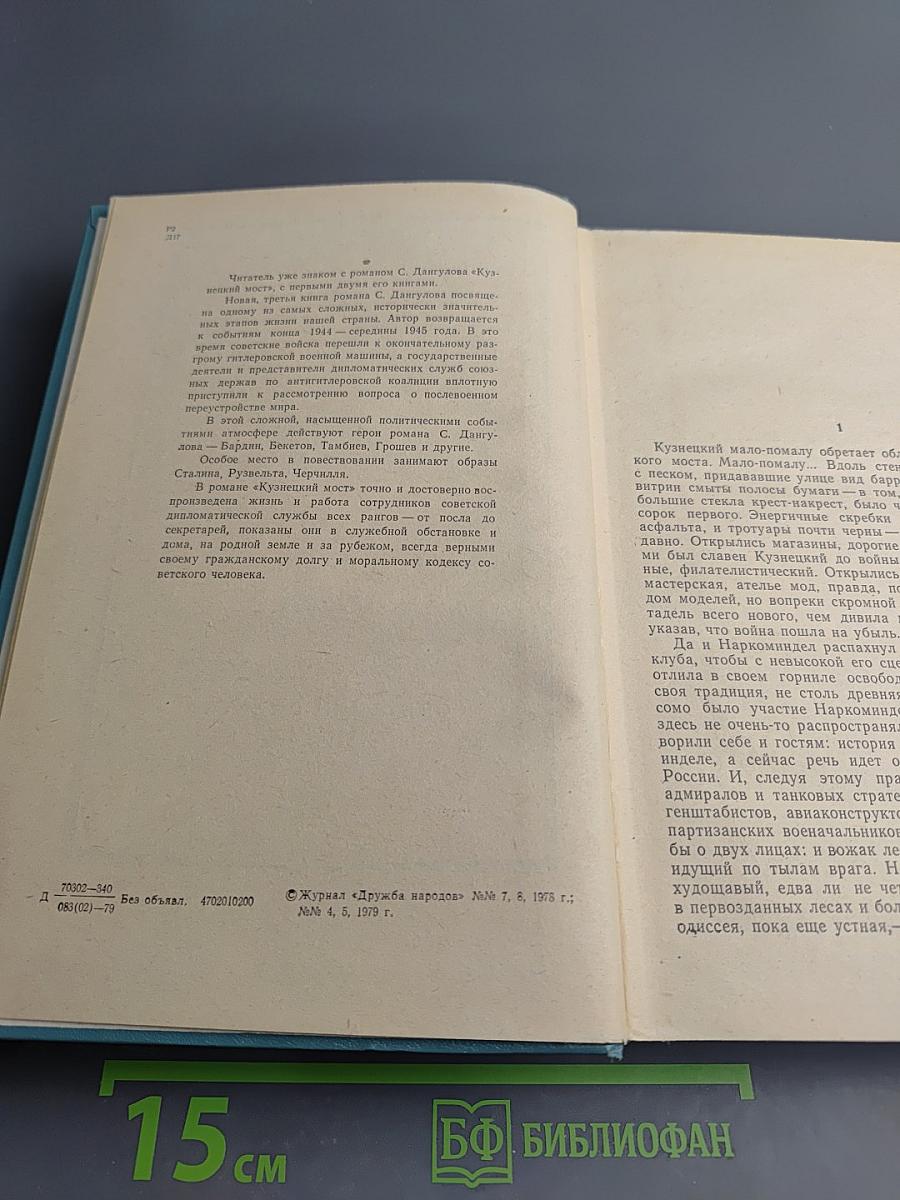 Р2
Д17
Читатель уже знаком с романом С. Дангулова «Куз-
нецкий мост», с первыми двумя его книгами.
Новая, третья книга романа С. Дангулова посвяще-
на одному из самых сложных, исторически значитель-
ных этапов жизни нашей страны. Автор возвращается
к событиям конца 1944 — середины 1945 года. В это
время советские войска перешли к окончательному раз-
грому гитлеровской военной машины, а государственные
деятели и представители дипломатических служб союз-
ных держав по антигитлеровской коалиции вплотную
приступили к рассмотрению вопроса о послевоенном
переустройстве мира.
В этой сложной, насыщенной политическими собы-
тиями атмосфере действуют герои романа С. Дангу-
лова — Бардин, Бекетов, Тамбиев, Грошев и другие.
Особое место в повествовании занимают образы
Сталина, Рузвельта, Черчилля.
В романе «Кузнецкий мост» точно и достоверно вос-
произведена жизнь и работа сотрудников советской
дипломатической службы всех рангов — от посла до
секретарей, показаны они в служебной обстановке и
дома, на родной земле и за рубежом, всегда верными
своему гражданскому долгу и моральному кодексу со-
ветского человека.
Д 70302—340
083(02)—79 Без объявл. 4702010200
© Журнал «Дружба народов» №№ 7, 8, 1978 г.;
№№ 4, 5, 1979 г.
1
Кузнецкий мало-помалу обретает обл
кого моста. Мало-помалу... Вдоль стен
с песком, придававшие улице вид барр
витрин смыты полосы бумаги — в том,
большие стекла крест-накрест, было ч
сорок первого. Энергичные скребки
асфальта, и тротуары почти черны —
давно. Открылись магазины, дорогие
ми был славен Кузнецкий до войны
ные, филателистический. Открылись
мастерская, ателье мод, правда, по
дом моделей, но вопреки скромной
тадель всего нового, чем дивила
указав, что война пошла на убыль.
Да и Наркоминдел распахнул
клуба, чтобы с невысокой его сце
отлила в своем горниле освобод
своя традиция, не столь древняя
сомо было участие Наркоминде
здесь не очень-то распространял
ворили себе и гостям: история
инделе, а сейчас речь идет о
России. И, следуя этому пра
адмиралов и танковых страте
генштабистов, авиаконструкто
партизанских военачальников
бы о двух лицах: и вожак ле
идущий по тылам врага. Н
худощавый, едва ли не чет
в первозданных лесах и бол
одиссея, пока еще устная,—
15 см
БФ БИБЛИОФАН